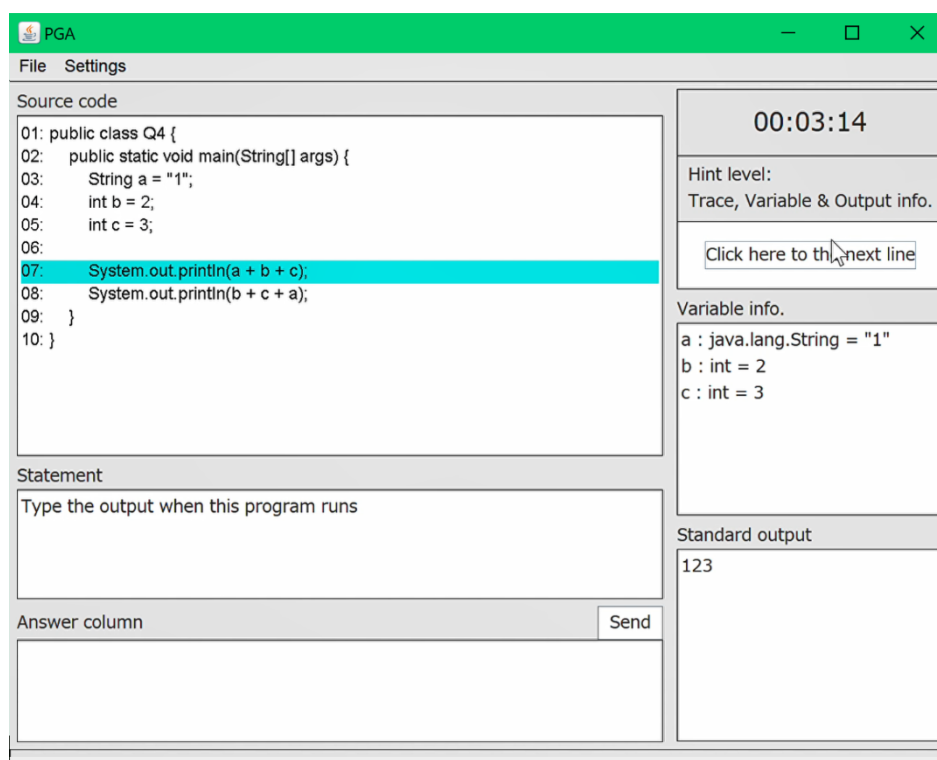 PGA
File Settings
Source code
01: public class Q4 {
02: public static void main(String[] args) {
03: String a = "1";
04: int b = 2;
05: int c = 3;
06:
07: System.out.println(a + b + c);
08: System.out.println(b + c + a);
09: }
10: }
Statement
Type the output when this program runs
Answer column
Send
00:03:14
Hint level:
Trace, Variable & Output info.
Click here to the next line
Variable info.
a : java.lang.String = "1"
b : int = 2
c : int = 3
Standard output
123